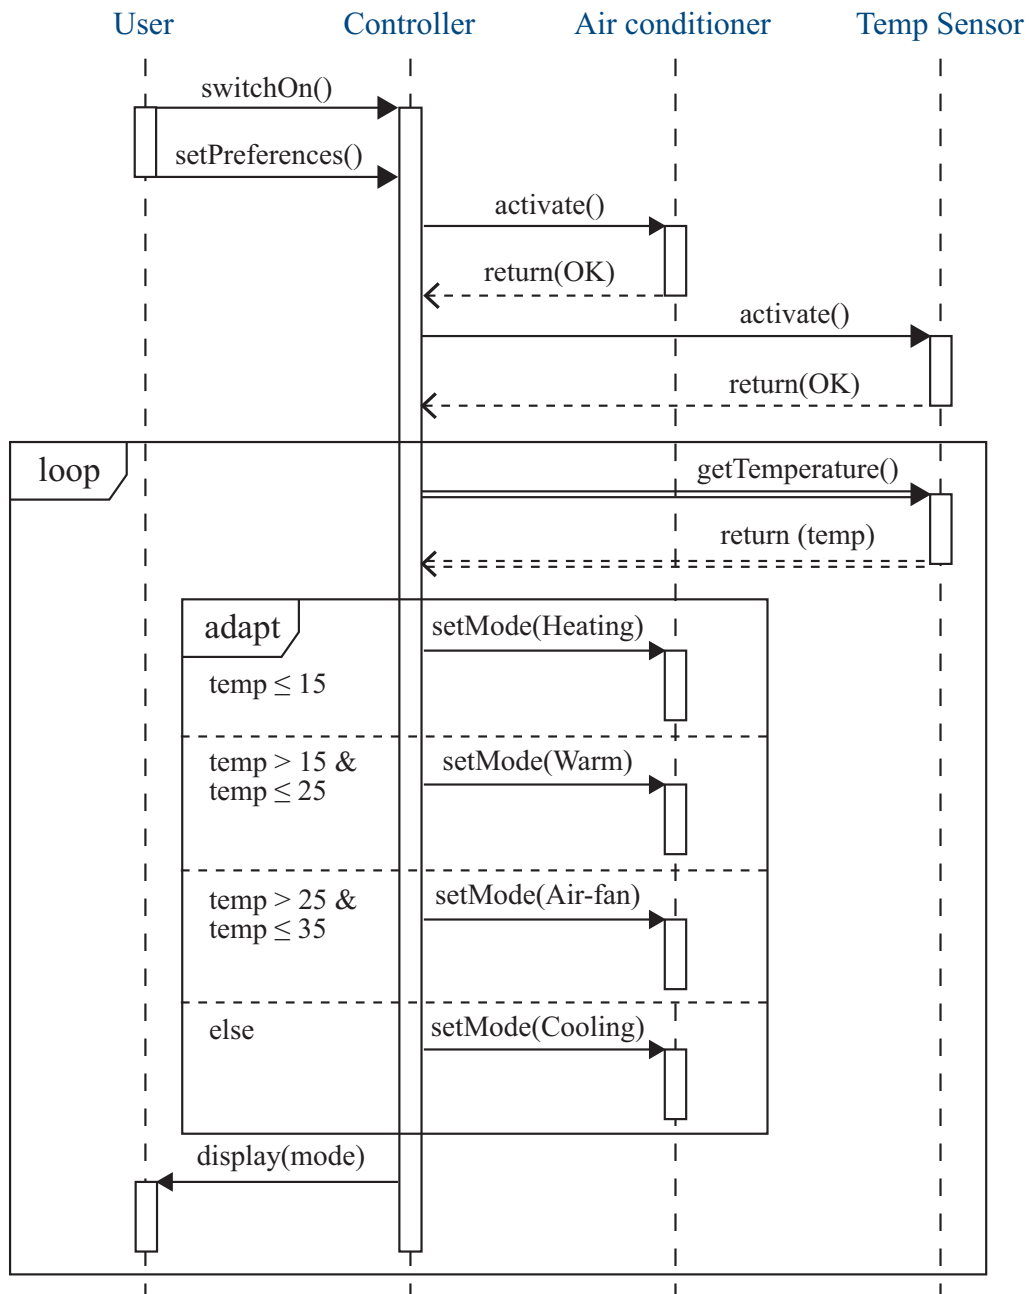 User
Controller
Air conditioner
Temp Sensor
switchOn()
setPreferences()
activate()
return(OK)
activate()
return(OK)
loop
getTemperature()
return (temp)
adapt
setMode(Heating)
temp ≤ 15
temp > 15 &
temp ≤ 25
setMode(Warm)
temp > 25 &
temp ≤ 35
setMode(Air-fan)
else
setMode(Cooling)
display(mode)